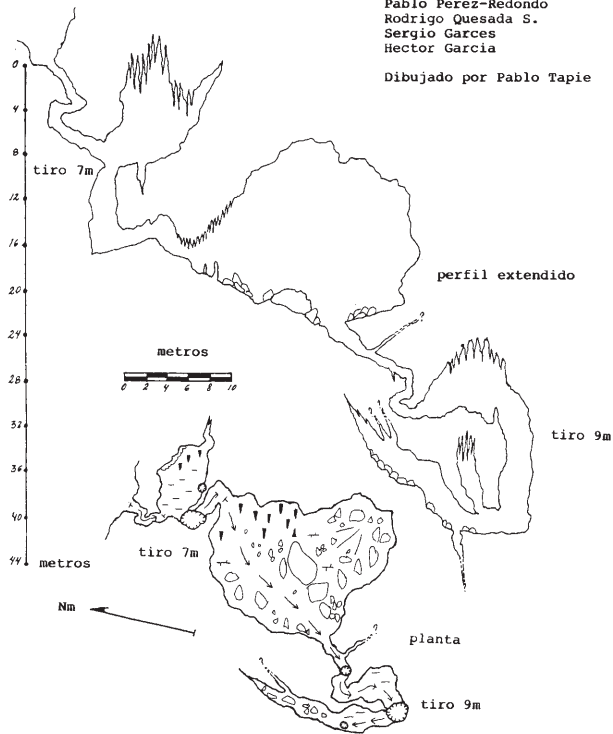 Pablo Perez-Redondo
Rodrigo Quesada S.
Sergio Garces
Hector Garcia
Dibujado por Pablo Tapie
0
4
8
tiro 7m
12
16
20
perfil extendido
24
metros
28
0 2 4 6 8 10
32
tiro 9m
36
40
tiro 7m
44 metros
Nm
planta
tiro 9m